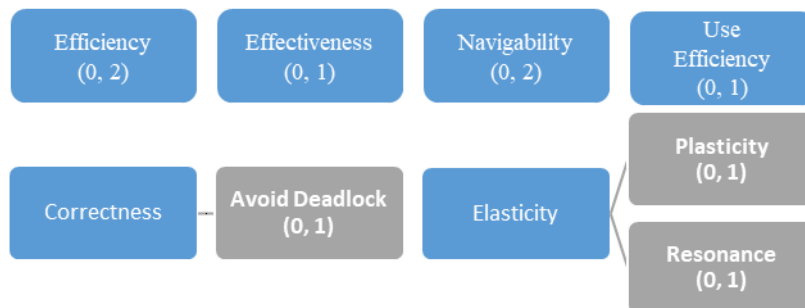 Efficiency
(0, 2)
Effectiveness
(0, 1)
Navigability
(0, 2)
Use
Efficiency
(0, 1)
Correctness
Avoid Deadlock
(0, 1)
Elasticity
Plasticity
(0, 1)
Resonance
(0, 1)